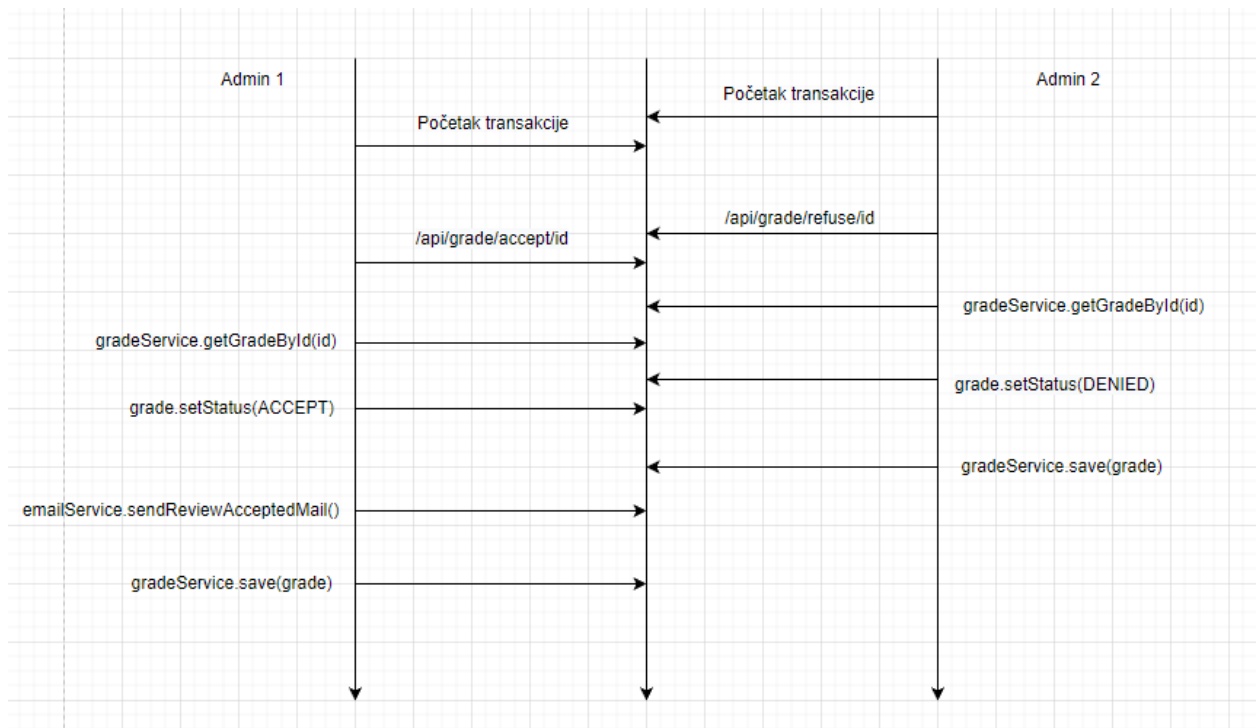 Admin 1
Admin 2
Početak transakcije
Početak transakcije
/api/grade/refuse/id
/api/grade/accept/id
gradeService.getGradeById(id)
gradeService.getGradeById(id)
grade.setStatus(DENIED)
grade.setStatus(ACCEPT)
gradeService.save(grade)
emailService.sendReviewAcceptedMail()
gradeService.save(grade)